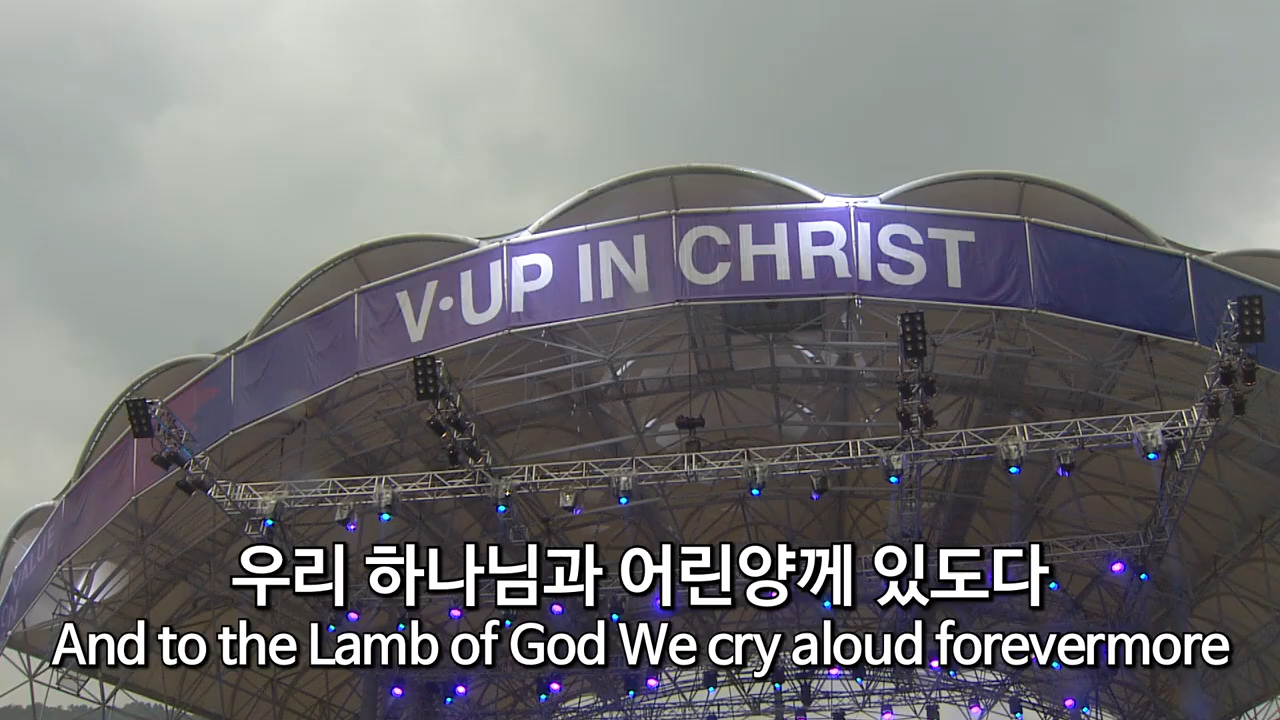 V·UP IN CHRIST
VALUE
우리 하나님과 어린양께 있도다
And to the Lamb of God We cry aloud forevermore